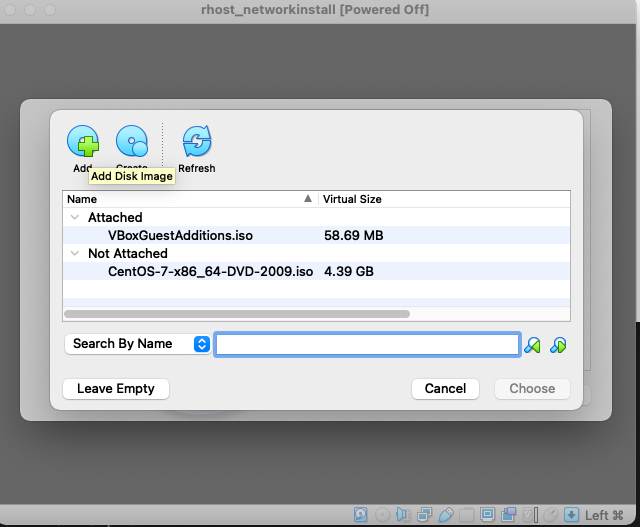 rhost_networkinstall [Powered Off]
Add Create Refresh
Add Disk Image
Name Virtual Size
Attached
VBoxGuestAdditions.iso 58.69 MB
Not Attached
CentOS-7-x86_64-DVD-2009.iso 4.39 GB
Search By Name
Leave Empty Cancel Choose
Left ⌘